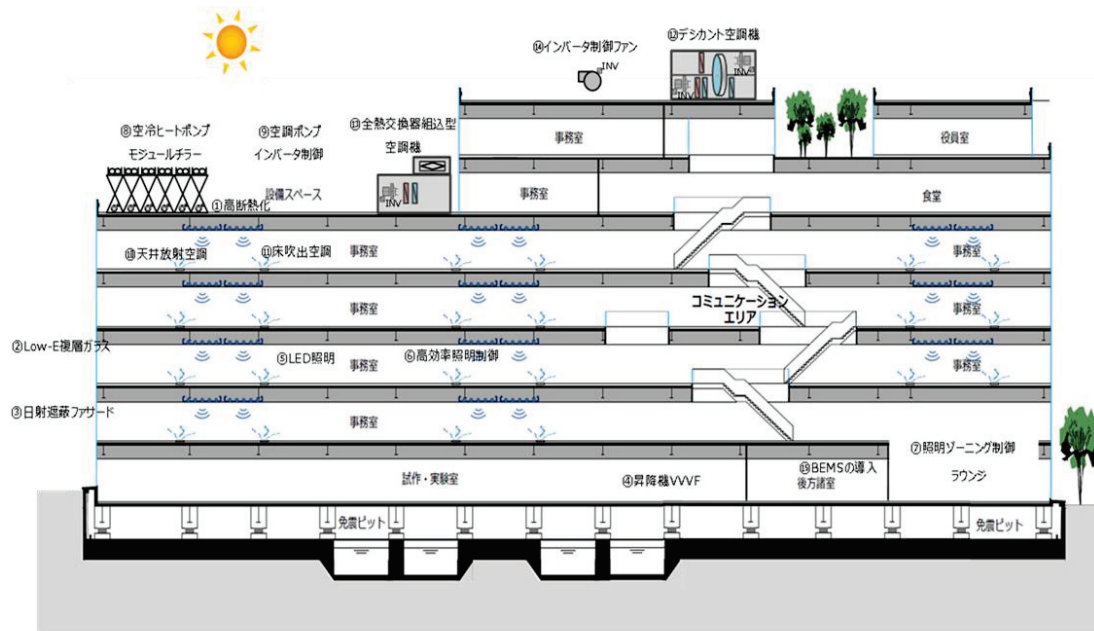 ⑫デシカント空調機
⑭インバータ制御ファン
INV
INV
INV
⑧空冷ヒートポンプ
モジュールチラー
⑨空調ポンプ
インバータ制御
⑬全熱交換器組込型
空調機
事務室
役員室
設備スペース
INV
事務室
食堂
①高断熱化
⑩天井放射空調
⑪床吹出空調
事務室
事務室
事務室
コミュニケーション
エリア
事務室
②Low-E複層ガラス
⑤LED照明
⑥高効率照明制御
事務室
事務室
③日射遮蔽ファサード
事務室
⑦照明ゾーニング制御
ラウンジ
試作・実験室
④昇降機VVVF
⑮BEMSの導入
後方諸室
免震ピット
免震ピット